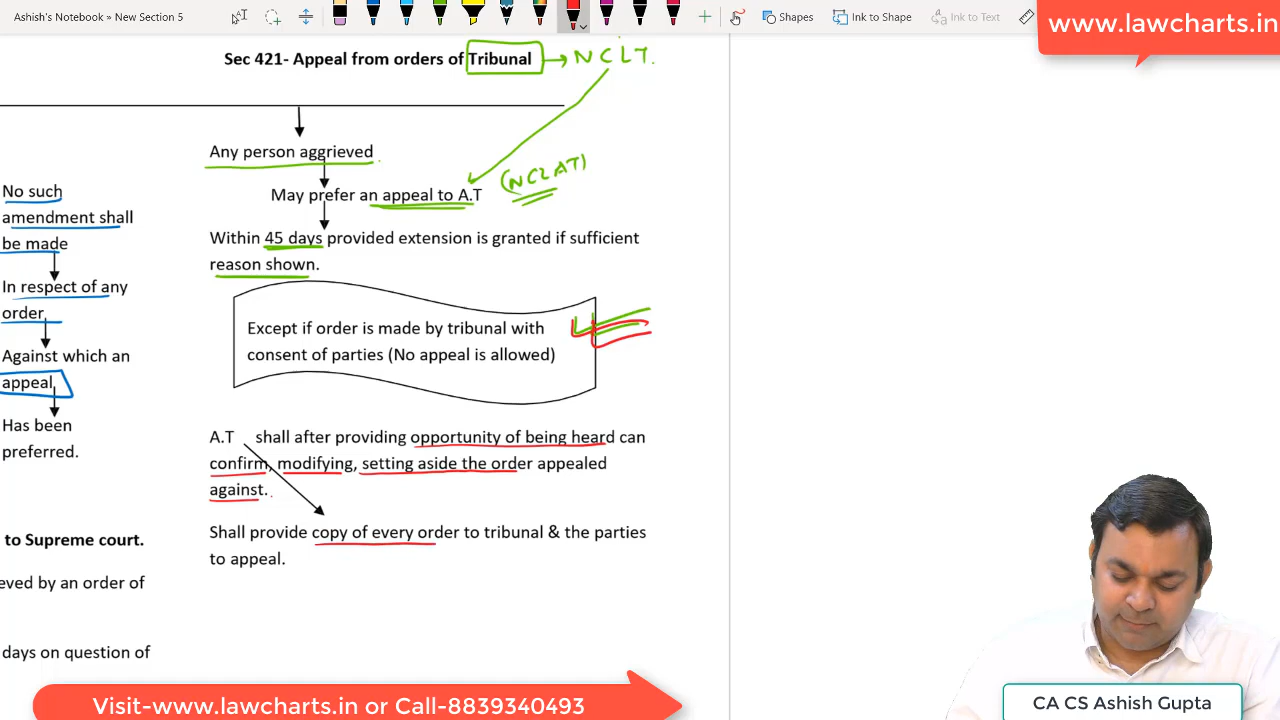 Ashish's Notebook » New Section 5
Shapes
Ink to Shape
Ink to Text
www.lawcharts.in
Sec 421- Appeal from orders of Tribunal
NCLT.
Any person aggrieved
May prefer an appeal to A.T
(NCLAT)
Within 45 days provided extension is granted if sufficient
reason shown.
Except if order is made by tribunal with
consent of parties (No appeal is allowed)
A.T shall after providing opportunity of being heard can
confirm, modifying, setting aside the order appealed
against.
Shall provide copy of every order to tribunal & the parties
to appeal.
No such
amendment shall
be made
In respect of any
order
Against which an
appeal
Has been
preferred.
to Supreme court.
eved by an order of
days on question of
Visit-www.lawcharts.in or Call-8839340493
CA CS Ashish Gupta